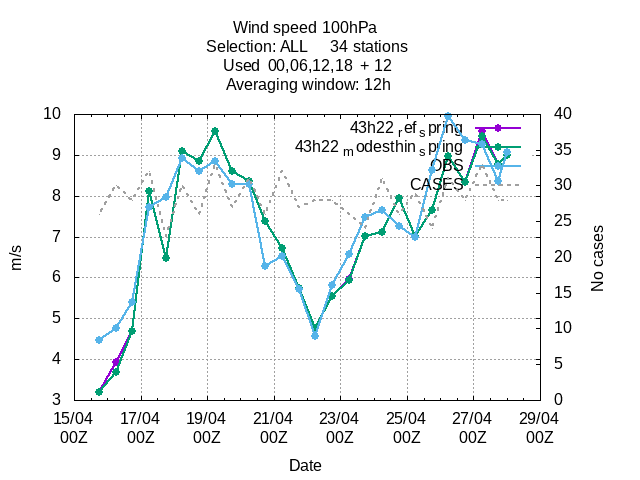 Wind speed 100hPa
Selection: ALL 34 stations
Used 00,06,12,18 + 12
Averaging window: 12h
43h22_ref_spring
43h22_modesthin_spring
OBS
CASES
10
9
8
7
6
5
4
3
40
35
30
25
20
15
10
5
0
m/s
No cases
15/04 17/04 19/04 21/04 23/04 25/04 27/04 29/04
00Z 00Z 00Z 00Z 00Z 00Z 00Z 00Z
Date